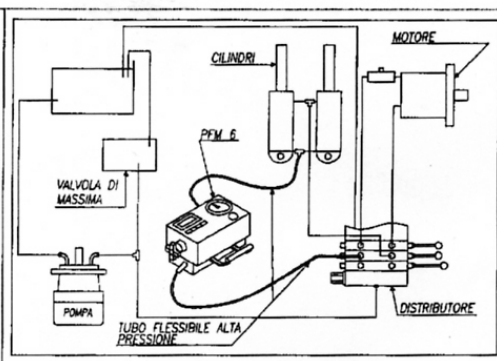 MOTORE
CILINDRI
PFM 6
VALVOLA DI
MASSIMA
POMPA
DISTRIBUTORE
TUBO FLESSIBILE ALTA
PRESSIONE